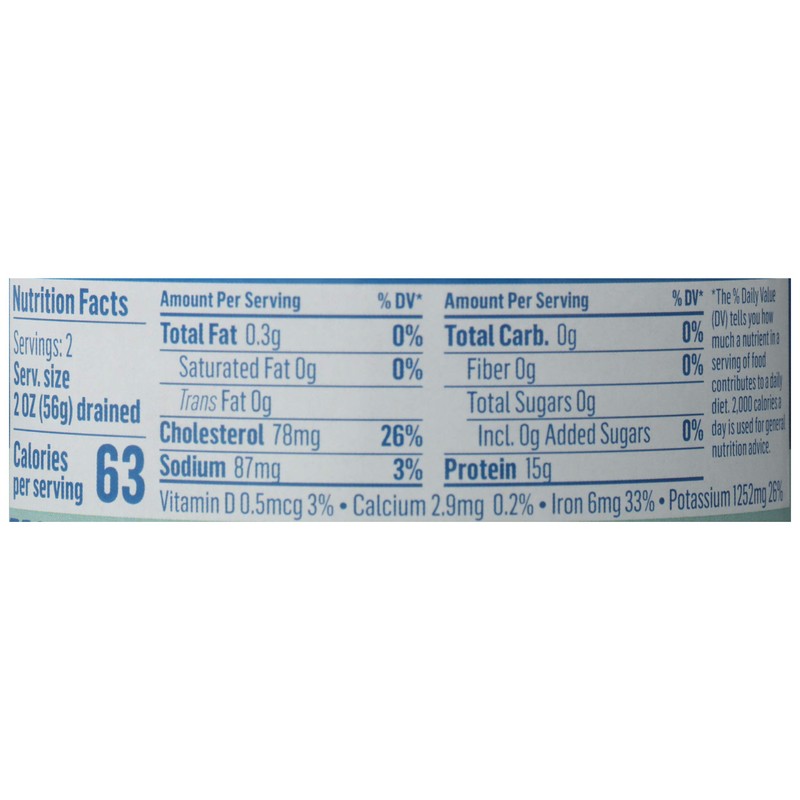 Nutrition Facts
Servings: 2
Serv. size
2 OZ (56g) drained
Calories
per serving 63
Amount Per Serving % DV*
Total Fat 0.3g 0%
Saturated Fat 0g 0%
Trans Fat 0g
Cholesterol 78mg 26%
Sodium 87mg 3%
Amount Per Serving % DV*
Total Carb. 0g 0%
Fiber 0g 0%
Total Sugars 0g
Incl. 0g Added Sugars 0%
Protein 15g
Vitamin D 0.5mcg 3% • Calcium 2.9mg 0.2% • Iron 6mg 33% • Potassium 1252mg 26%
*The % Daily Value
(DV) tells you how
much a nutrient in a
serving of food
contributes to a daily
diet. 2,000 calories a
day is used for general
nutrition advice.